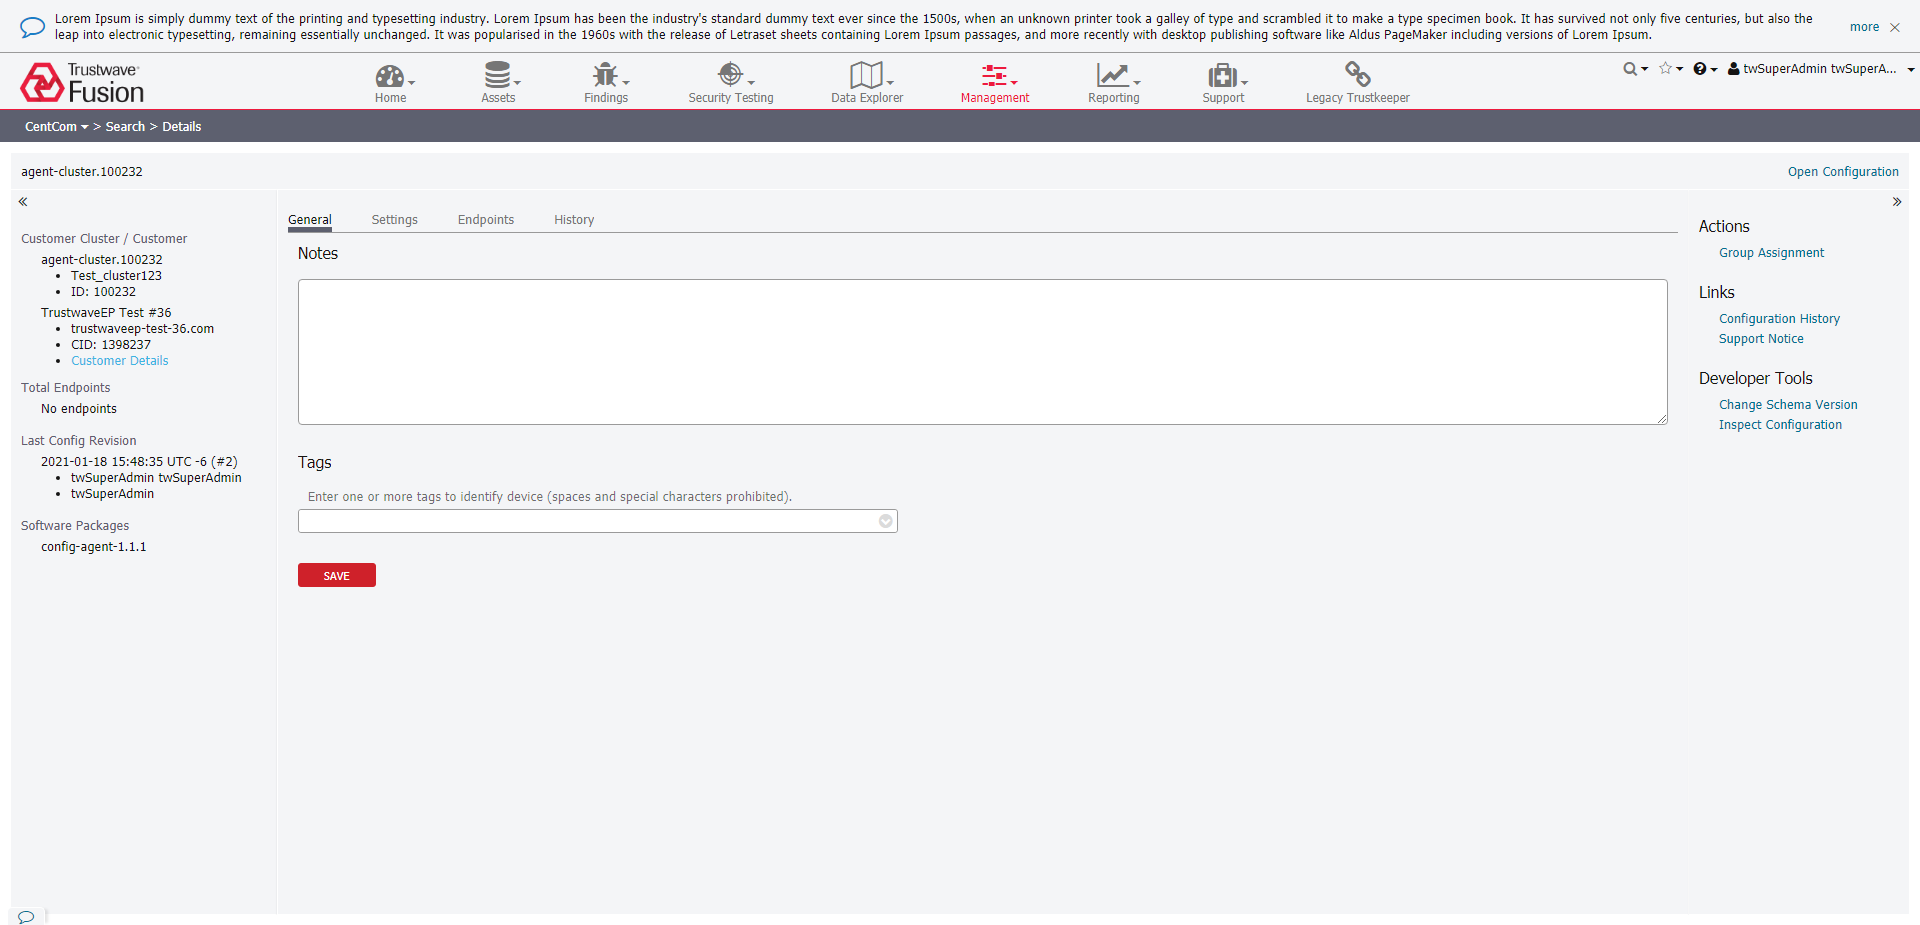 Lorem Ipsum is simply dummy text of the printing and typesetting industry. Lorem Ipsum has been the industry's standard dummy text ever since the 1500s, when an unknown printer took a galley of type and scrambled it to make a type specimen book. It has survived not only five centuries, but also the
leap into electronic typesetting, remaining essentially unchanged. It was popularised in the 1960s with the release of Letraset sheets containing Lorem Ipsum passages, and more recently with desktop publishing software like Aldus PageMaker including versions of Lorem Ipsum.
more
Trustwave
Fusion
Home
Assets
Findings
Security Testing
Data Explorer
Management
Reporting
Support
Legacy Trustkeeper
twSuperAdmin twSuperA...
CentCom > Search > Details
agent-cluster.100232
Open Configuration
Customer Cluster / Customer
agent-cluster.100232
Test_cluster123
ID: 100232
TrustwaveEP Test #36
trustwaveep-test-36.com
CID: 1398237
Customer Details
Total Endpoints
No endpoints
Last Config Revision
2021-01-18 15:48:35 UTC -6 (#2)
twSuperAdmin twSuperAdmin
twSuperAdmin
Software Packages
config-agent-1.1.1
General
Settings
Endpoints
History
Notes
Tags
Enter one or more tags to identify device (spaces and special characters prohibited).
SAVE
Actions
Group Assignment
Links
Configuration History
Support Notice
Developer Tools
Change Schema Version
Inspect Configuration